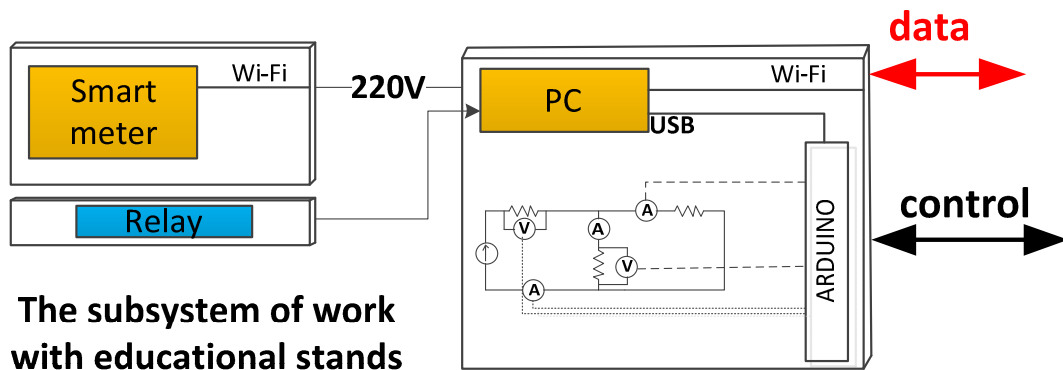 Wi-Fi
Smart
meter
220V
Relay
PC
USB
Wi-Fi
data
control
ARDUINO
A
V
A
V
A
The subsystem of work
with educational stands